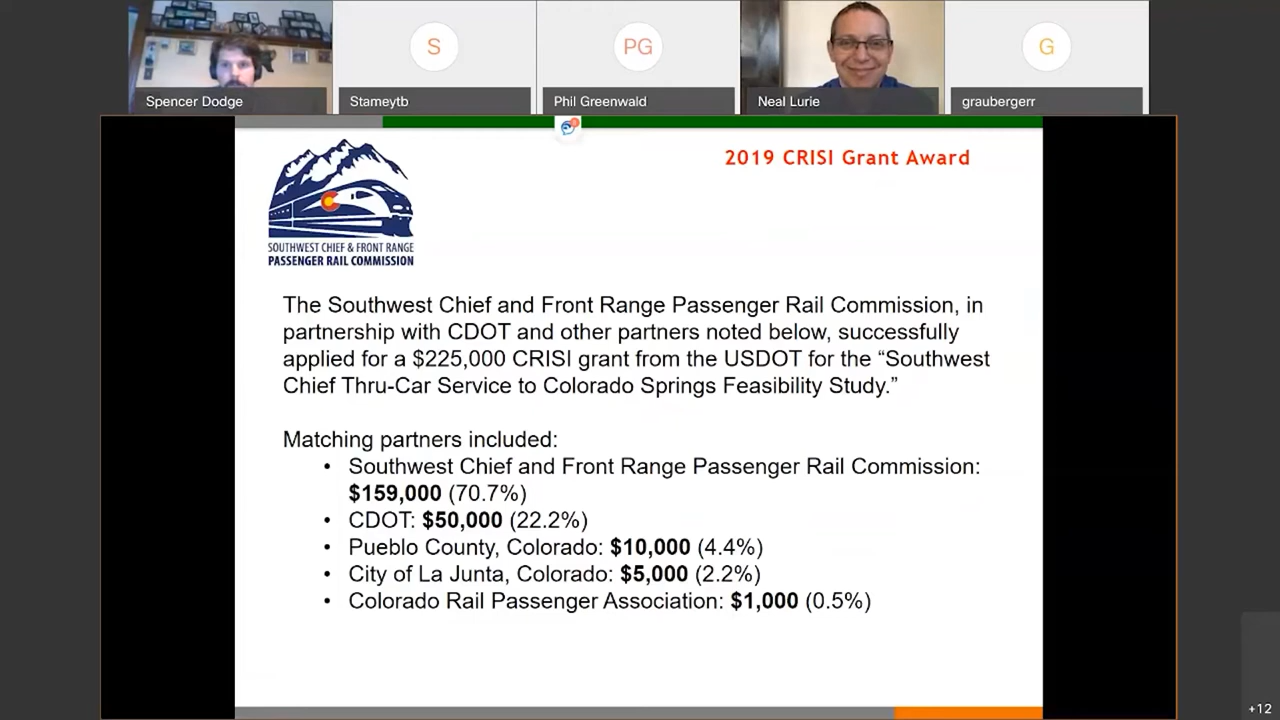 S
PG
G
Spencer Dodge
Stameytb
Phil Greenwald
Neal Lurie
graubergerr
2019 CRISI Grant Award
SOUTHWEST CHIEF & FRONT RANGE
PASSENGER RAIL COMMISSION
The Southwest Chief and Front Range Passenger Rail Commission, in
partnership with CDOT and other partners noted below, successfully
applied for a $225,000 CRISI grant from the USDOT for the “Southwest
Chief Thru-Car Service to Colorado Springs Feasibility Study.”
Matching partners included:
• Southwest Chief and Front Range Passenger Rail Commission:
$159,000 (70.7%)
• CDOT: $50,000 (22.2%)
• Pueblo County, Colorado: $10,000 (4.4%)
• City of La Junta, Colorado: $5,000 (2.2%)
• Colorado Rail Passenger Association: $1,000 (0.5%)
+12